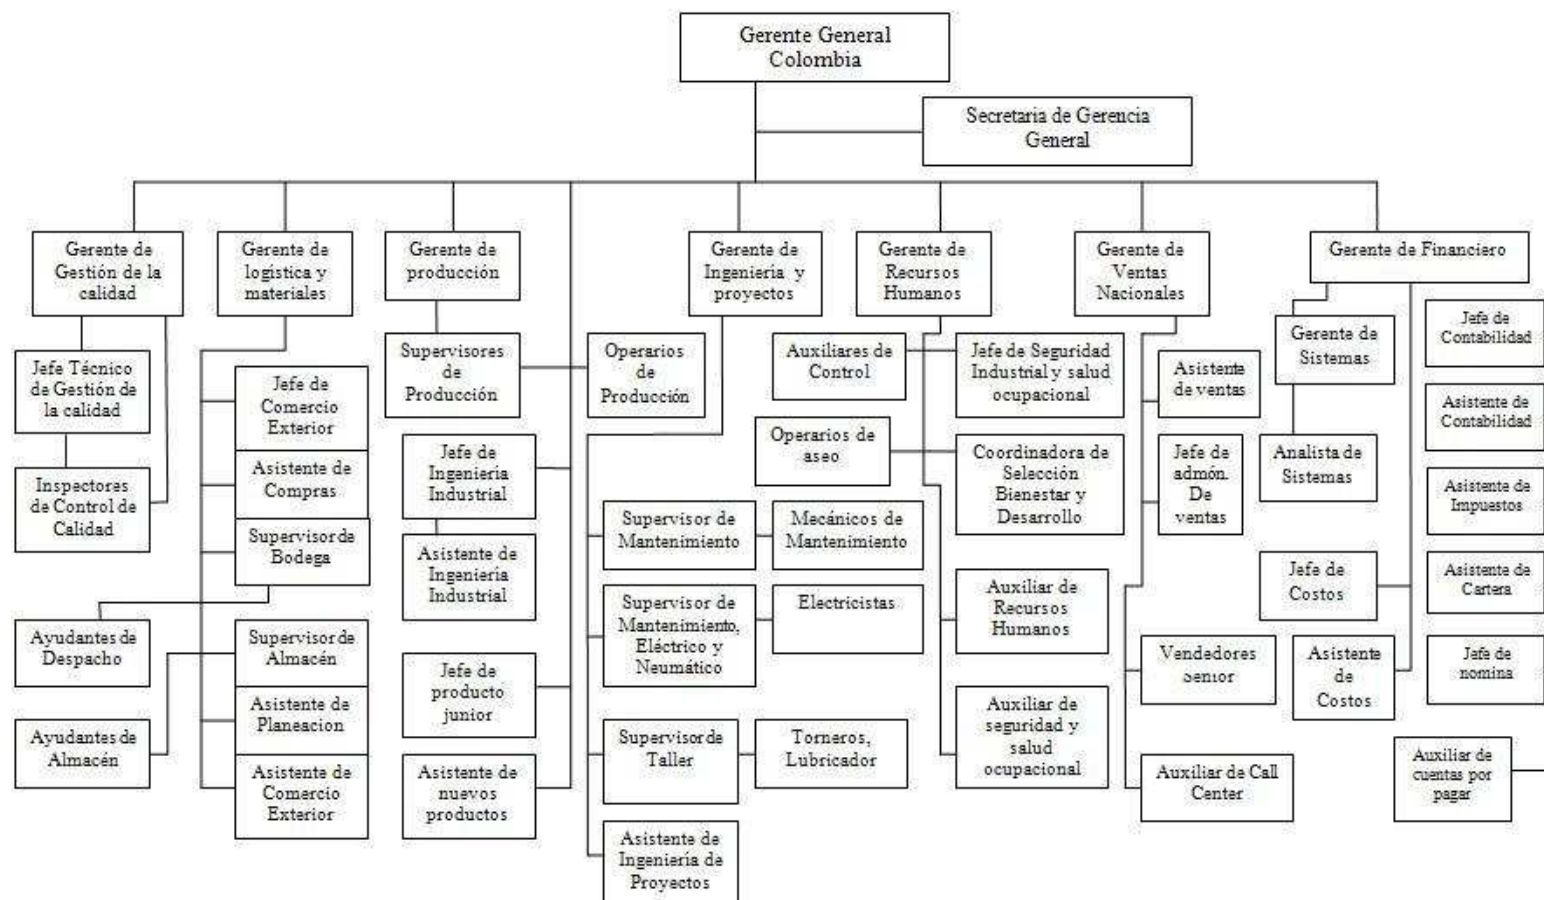 Gerente General
Colombia
Secretaria de Gerencia
General
Gerente de
Gestión de la
calidad
Gerente de
logística y
materiales
Gerente de
producción
Gerente de
Ingeniería y
proyectos
Gerente de
Recursos
Humanos
Gerente de
Ventas
Nacionales
Gerente de Financiero
Jefe Técnico
de Gestión de
la calidad
Inspectores
de Control de
Calidad
Jefe de
Comercio
Exterior
Asistente de
Compras
Supervisor de
Bodega
Ayudantes de
Despacho
Supervisor de
Almacén
Asistente de
Planeacion
Ayudantes de
Almacén
Asistente de
Comercio
Exterior
Supervisores
de
Producción
Operarios
de
Producción
Jefe de
Ingeniería
Industrial
Asistente de
Ingeniería
Industrial
Jefe de
producto
junior
Asistente de
nuevos
productos
Supervisor de
Mantenimiento
Mecánicos de
Mantenimiento
Supervisor de
Mantenimiento,
Eléctrico y
Neumático
Electricistas
Supervisor de
Taller
Torneros,
Lubricador
Asistente de
Ingeniería de
Proyectos
Auxiliares de
Control
Jefe de Seguridad
Industrial y salud
ocupacional
Operarios de
aseo
Coordinadora de
Selección
Bienestar y
Desarrollo
Auxiliar de
Recursos
Humanos
Auxiliar de
seguridad y
salud
ocupacional
Asistente
de ventas
Jefe de
admón.
De
ventas
Vendedores
Senior
Auxiliar de Call
Center
Gerente de
Sistemas
Analista de
Sistemas
Jefe de
Costos
Asistente
de
Costos
Jefe de
Contabilidad
Asistente de
Contabilidad
Asistente de
Impuestos
Asistente de
Cartera
Jefe de
nomina
Auxiliar de
cuentas por
pagar